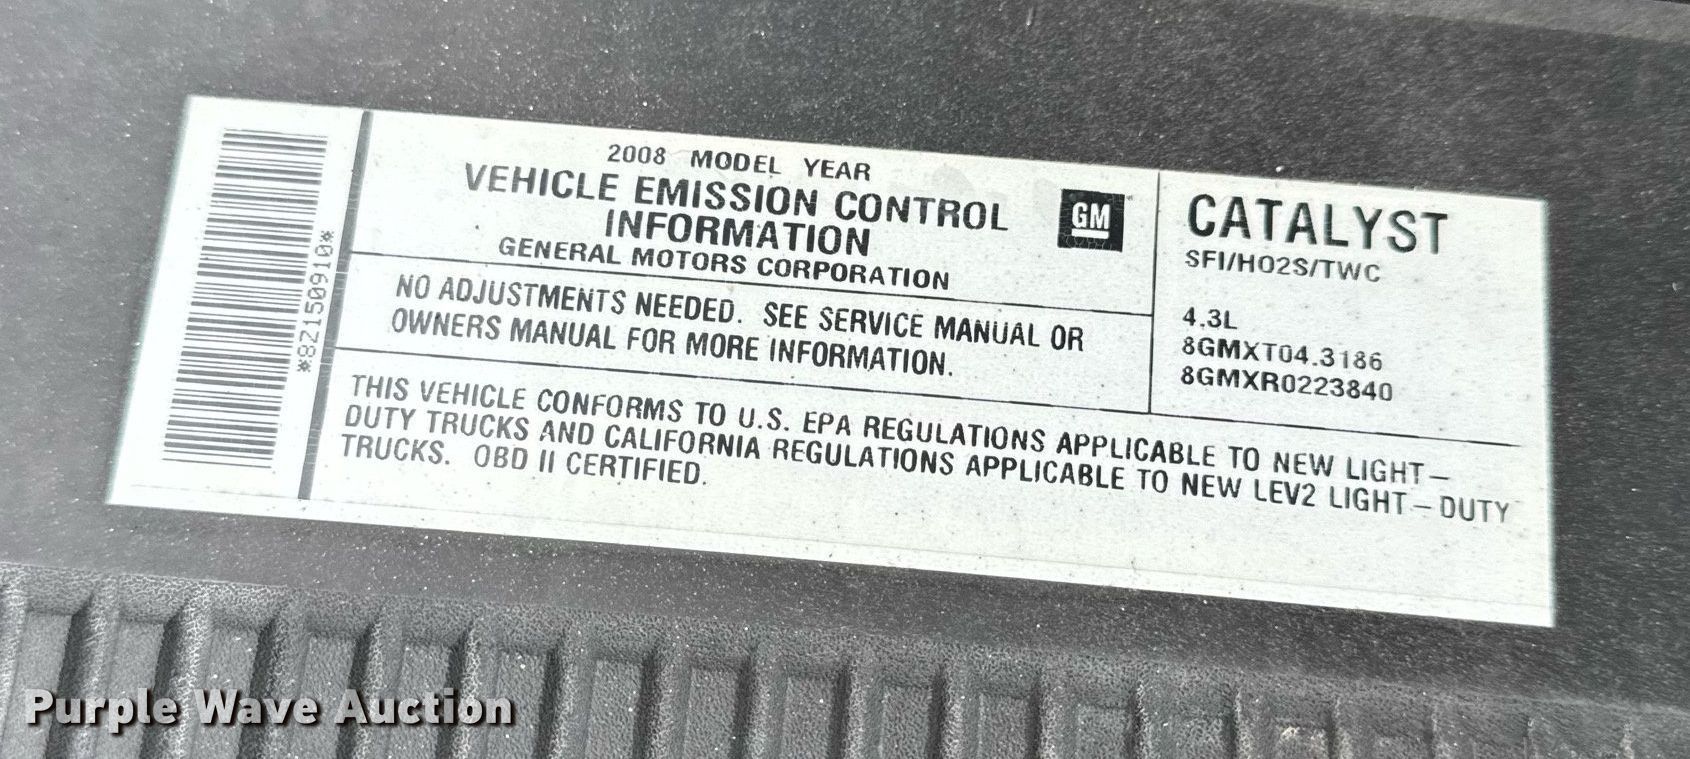 *82150910*
2008 MODEL YEAR
VEHICLE EMISSION CONTROL
INFORMATION
GENERAL MOTORS CORPORATION
GM
NO ADJUSTMENTS NEEDED. SEE SERVICE MANUAL OR
OWNERS MANUAL FOR MORE INFORMATION.
CATALYST
SFI/HO2S/TWC
4.3L
8GMXT04.3186
8GMXR0223840
THIS VEHICLE CONFORMS TO U.S. EPA REGULATIONS APPLICABLE TO NEW LIGHT-
DUTY TRUCKS AND CALIFORNIA REGULATIONS APPLICABLE TO NEW LEV2 LIGHT-DUTY
TRUCKS. OBD II CERTIFIED.
Purple Wave Auction